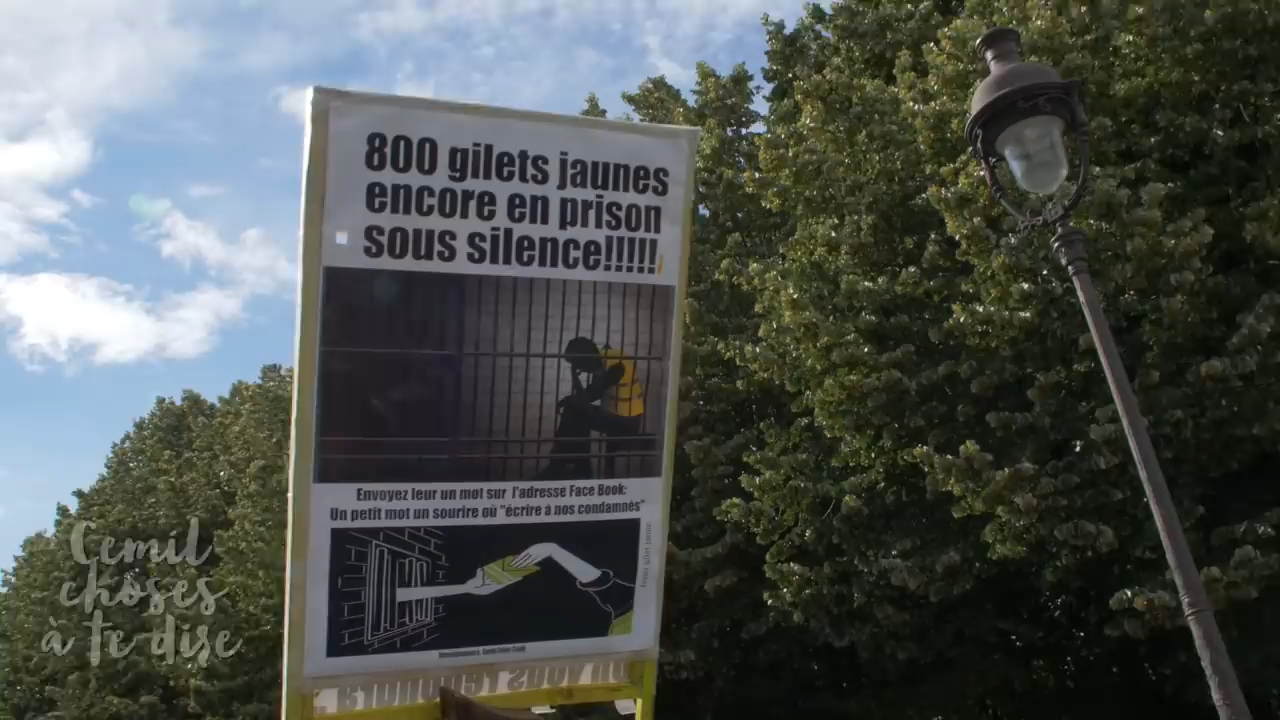 800 gilets jaunes
encore en prison
sous silence!!!!!
Envoyez leur un mot sur l'adresse Face Book:
Un petit mot un sourire où "écrire à nos condamnés"
Cemil
choses
à te dire